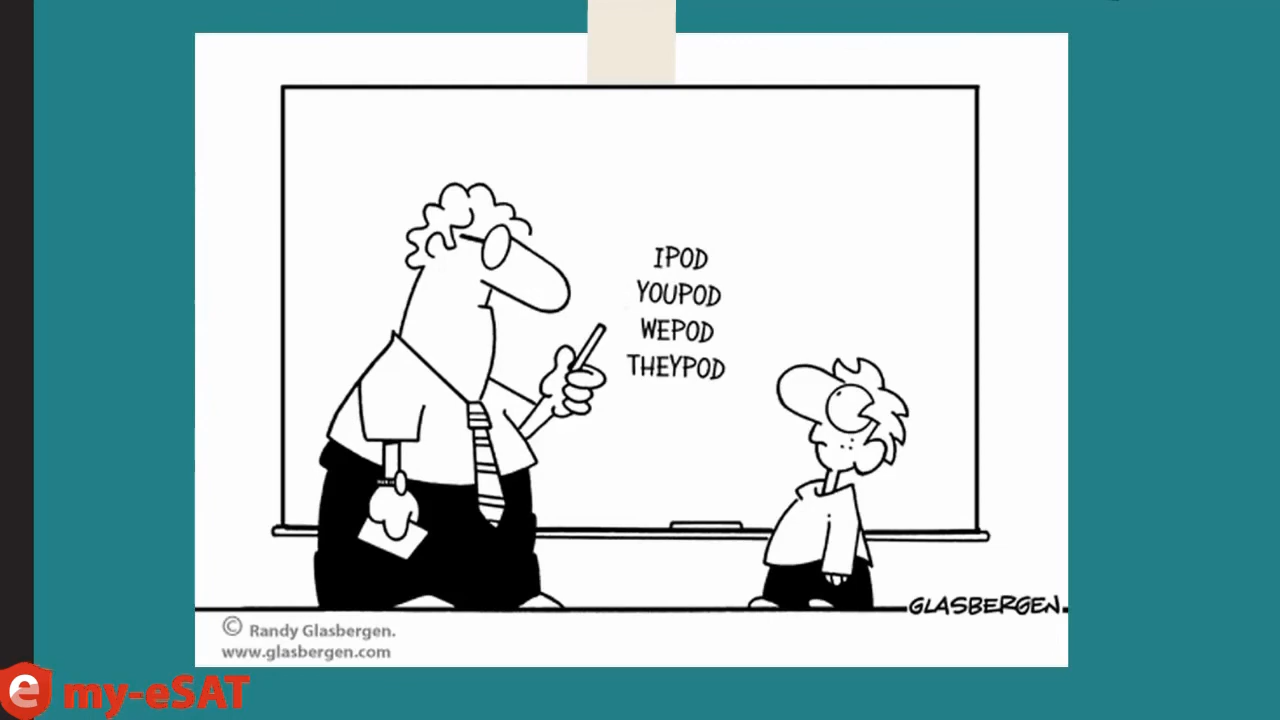 IPOD
YOUPOD
WEPOD
THEYPOD
GLASBERGEN.
© Randy Glasbergen.
www.glasbergen.com
e my-eSAT